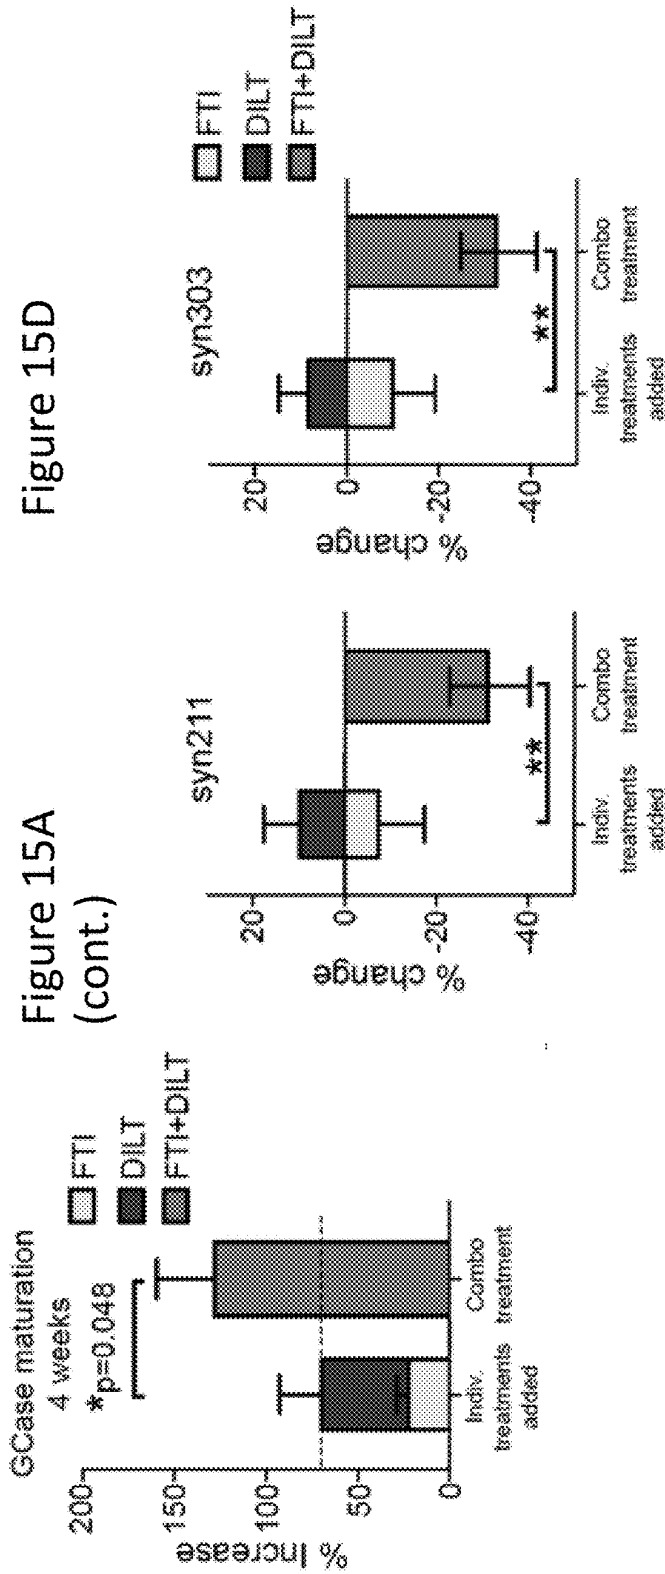 Figure 15A
(cont.)
GCase maturation
4 weeks
*p=0.048
FTI
DILT
FTI+DILT
% Increase
200
150
100
50
0
Indiv.
treatments
added
Combo
treatment
syn211
% change
20
0
-20
-40
**
Indiv.
treatments
added
Combo
treatment
Figure 15D
syn303
FTI
DILT
FTI+DILT
% change
20
0
-20
-40
**
Indiv.
treatments
added
Combo
treatment